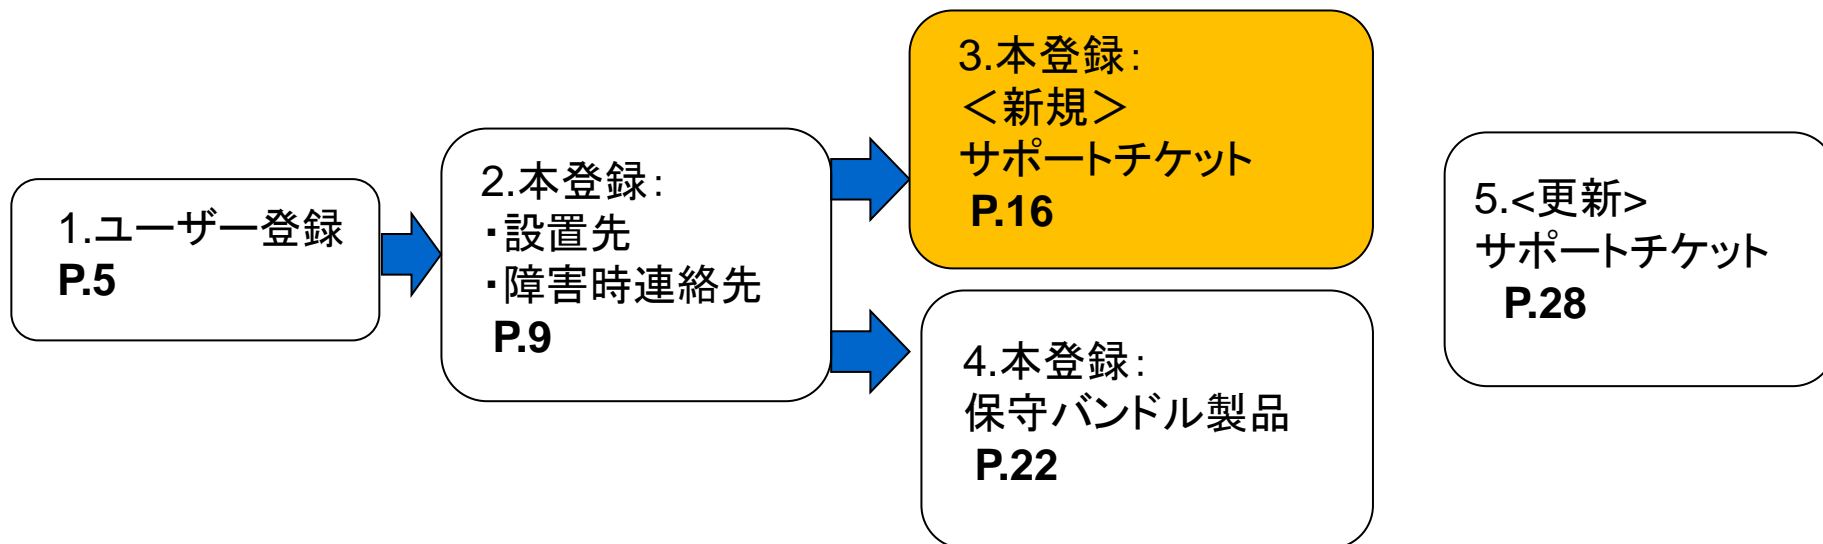 1.ユーザー登録
P.5
2.本登録：
・設置先
・障害時連絡先
P.9
3.本登録：
＜新規＞
サポートチケット
P.16
4.本登録：
保守バンドル製品
P.22
5.<更新>
サポートチケット
P.28